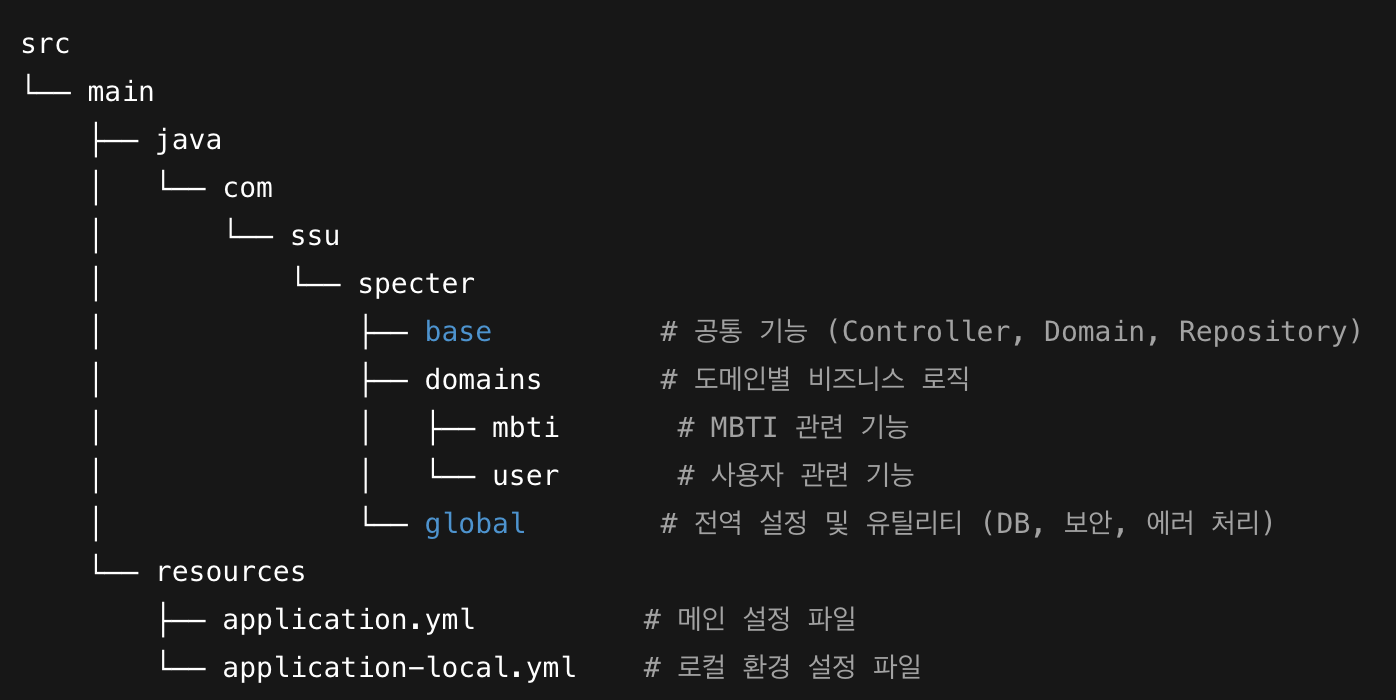 src
└── main
    ├── java
    │   └── com
    │       └── ssu
    │           └── specter
    │               ├── base          # 공통 기능 (Controller, Domain, Repository)
    │               ├── domains       # 도메인별 비즈니스 로직
    │               │   ├── mbti       # MBTI 관련 기능
    │               │   └── user       # 사용자 관련 기능
    │               └── global        # 전역 설정 및 유틸리티 (DB, 보안, 에러 처리)
    └── resources
        ├── application.yml          # 메인 설정 파일
        └── application-local.yml    # 로컬 환경 설정 파일